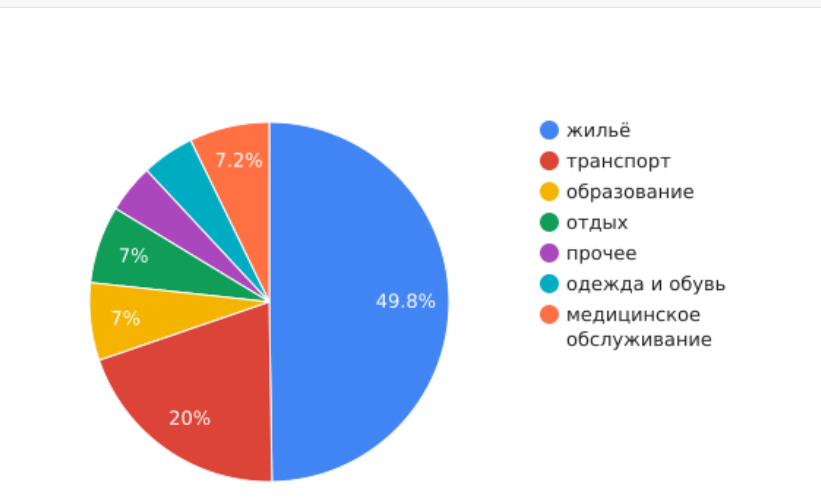 7.2%
7%
7%
49.8%
20%
жильё
транспорт
образование
отдых
прочее
одежда и обувь
медицинское
обслуживание